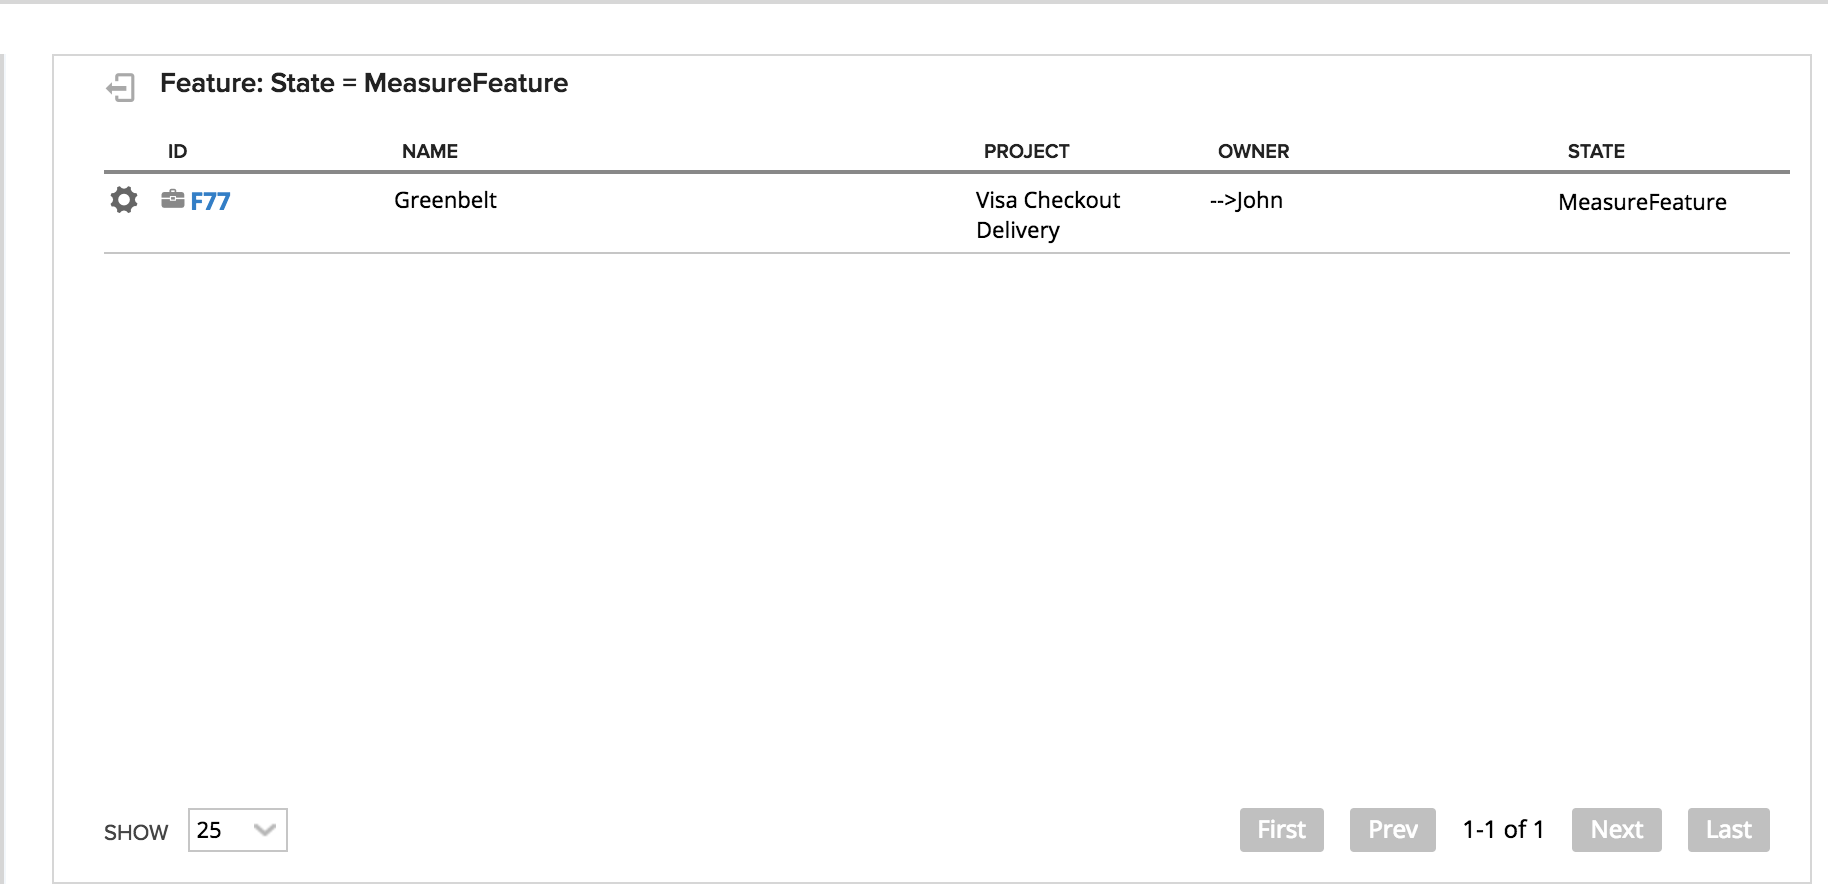 Feature: State = MeasureFeature
ID NAME PROJECT OWNER STATE
F77 Greenbelt Visa Checkout -->John MeasureFeature
Delivery
SHOW 25 First Prev 1-1 of 1 Next Last